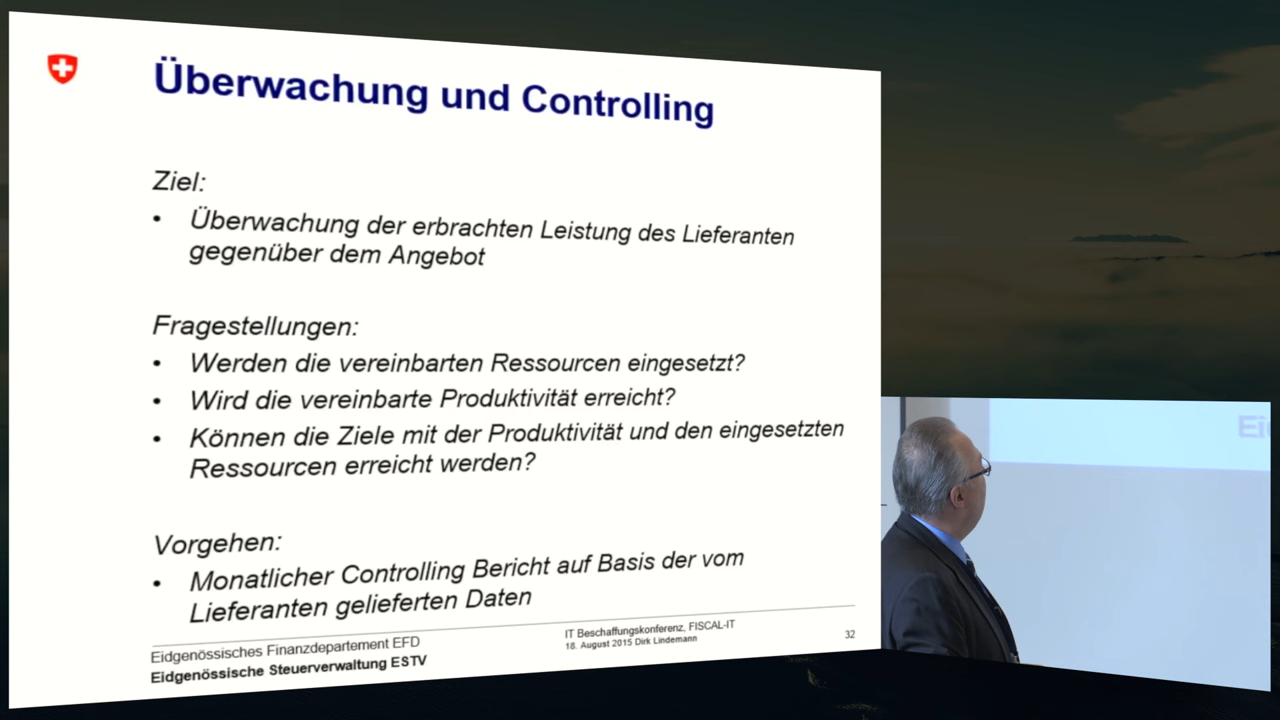 Überwachung und Controlling
Ziel:
• Überwachung der erbrachten Leistung des Lieferanten
gegenüber dem Angebot
Fragestellungen:
• Werden die vereinbarten Ressourcen eingesetzt?
• Wird die vereinbarte Produktivität erreicht?
• Können die Ziele mit der Produktivität und den eingesetzten
Ressourcen erreicht werden?
Vorgehen:
• Monatlicher Controlling Bericht auf Basis der vom
Lieferanten gelieferten Daten
Eidgenössisches Finanzdepartement EFD
Eidgenössische Steuerverwaltung ESTV
IT Beschaffungskonferenz, FISCAL-IT
18. August 2015 Dirk Lindemann
32